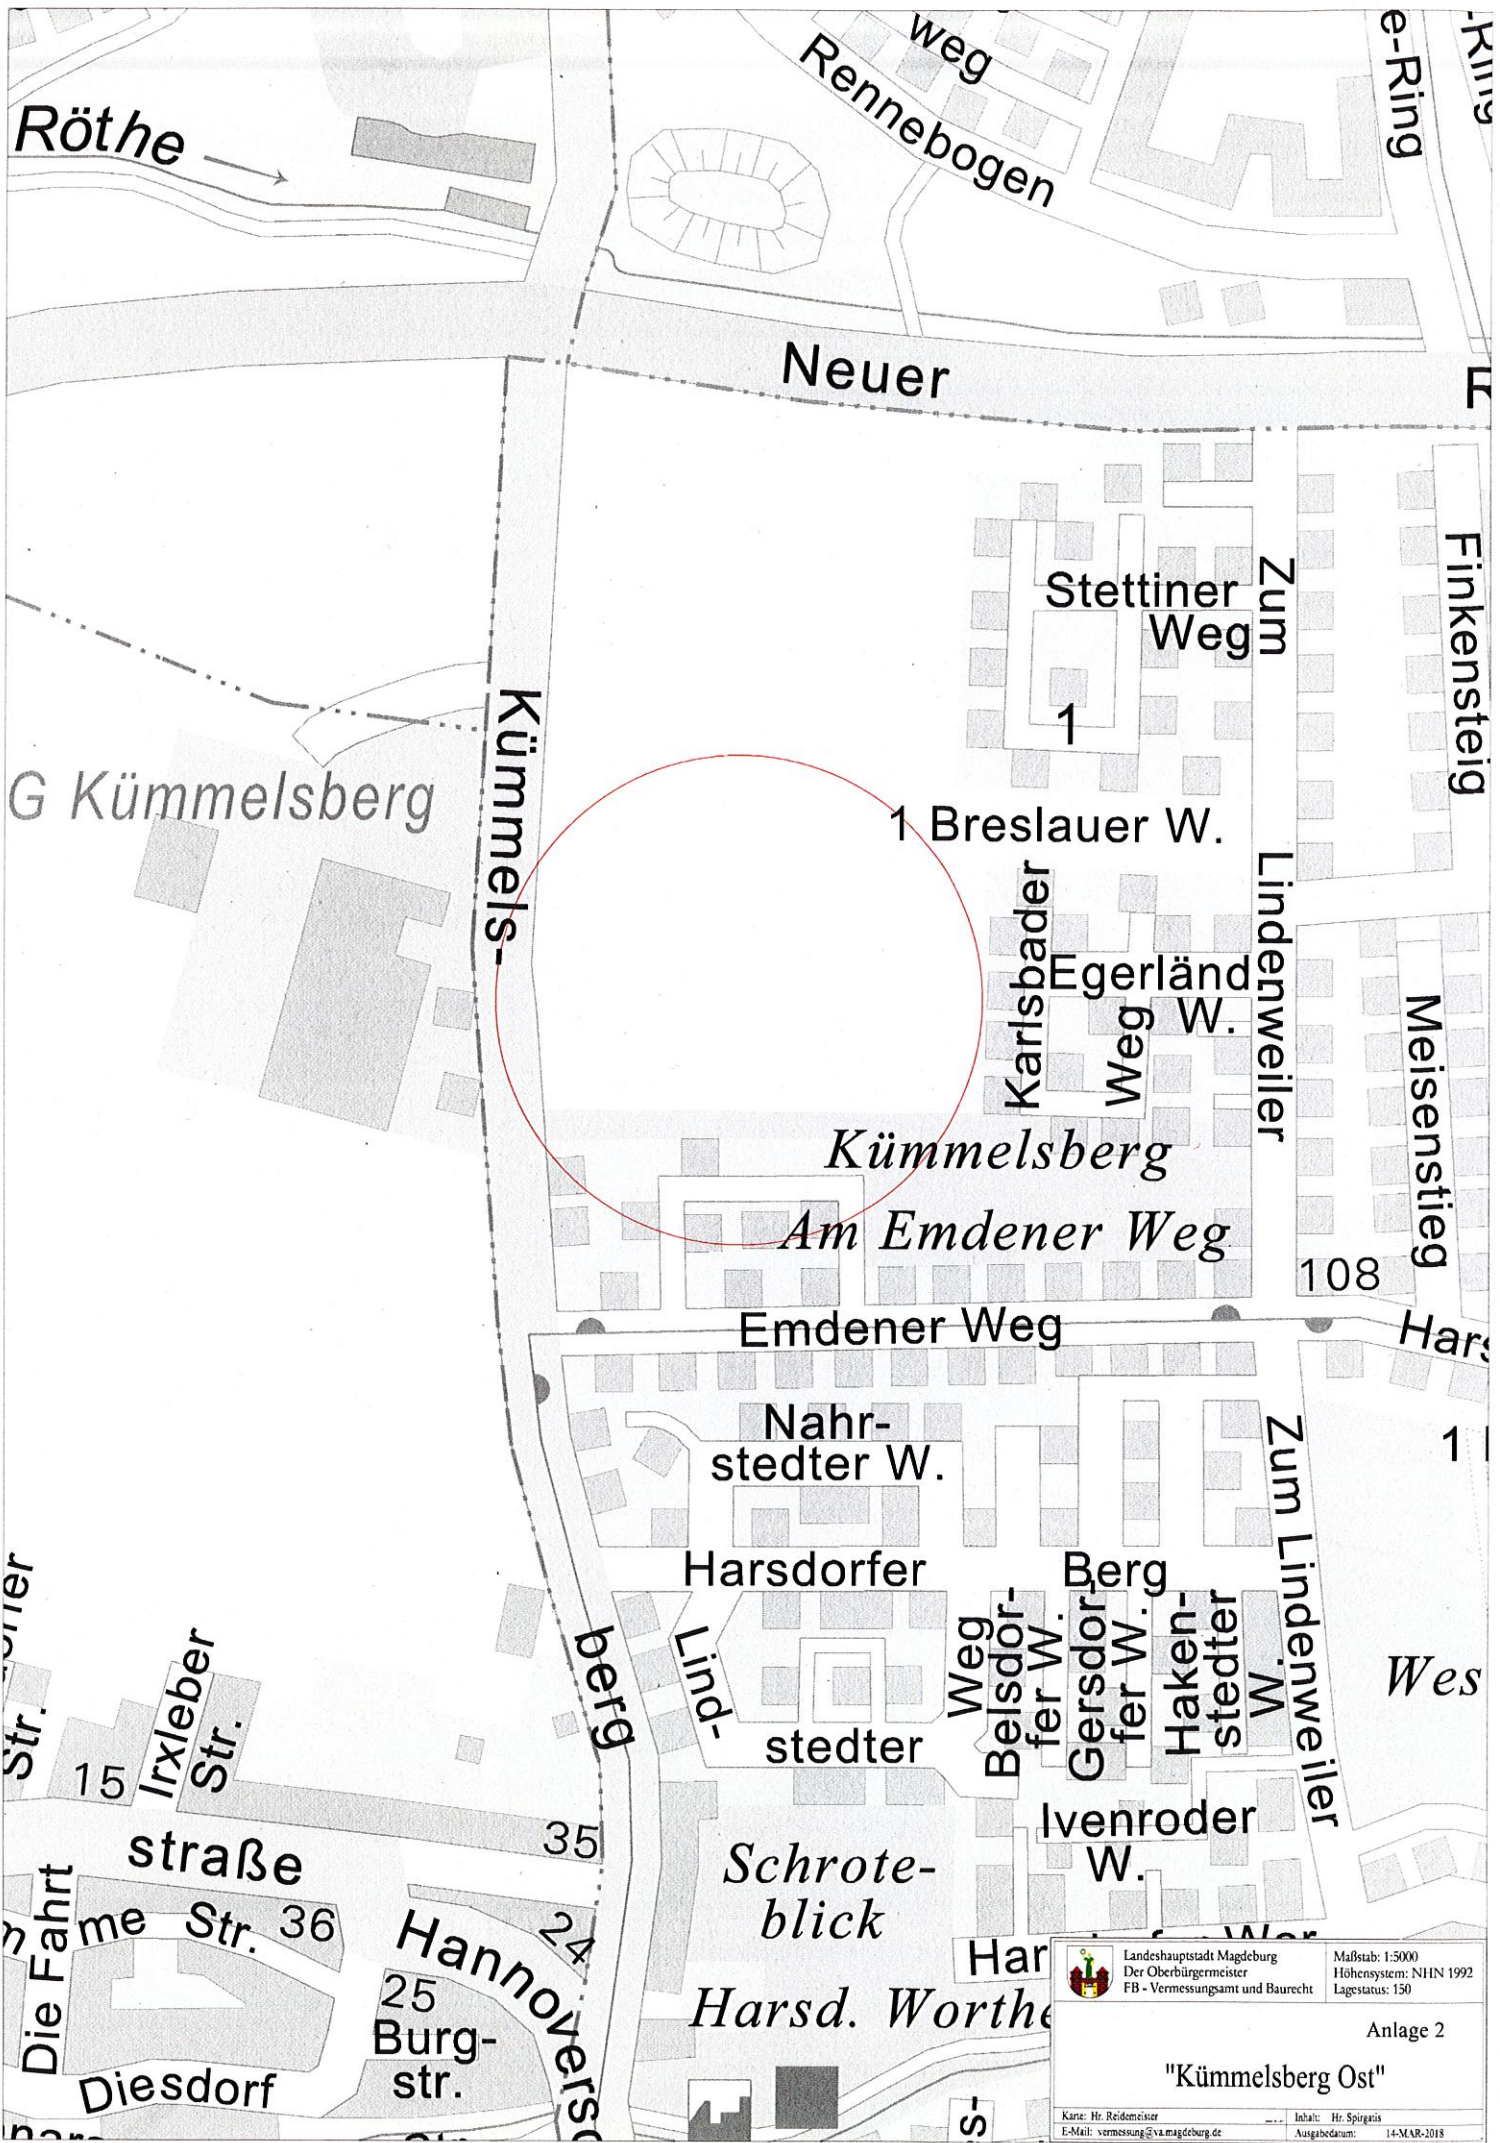 weg
Rennebogen
e-Ring
-Ring
Röthe
Neuer
Zum
Stettiner
Weg
Finkensteig
1
Kümmels-
G Kümmelsberg
1 Breslauer W.
Karlsbader
Weg
Egerländ
W.
Lindenweiler
Meisenstieg
Kümmelsberg
Am Emdener Weg
108
Emdener Weg
Hars
Nahr-
stedter W.
1
Zum Lindenweiler
Harsdorfer
Berg
berg
Lind-
stedter
Weg
Belsdor-
fer W.
Gersdor-
fer W.
Haken-
stedter
W.
Wes
Str.
15
Irxleber
Str.
straße
35
Ivenroder
W.
Schrote-
blick
Die Fahrt
me Str. 36
Hannoversc
24
25
Burg-
str.
Diesdorf
Har
Harsd. Worthe
s-
Landeshauptstadt Magdeburg
Der Oberbürgermeister
FB - Vermessungsamt und Baurecht
Maßstab: 1:5000
Höhensystem: NHN 1992
Lagestatus: 150
Anlage 2
"Kümmelsberg Ost"
Karte: Hr. Reidemeister
E-Mail: vermessung@va.magdeburg.de
Inhalt: Hr. Spirgatis
Ausgabedatum: 14-MAR-2018